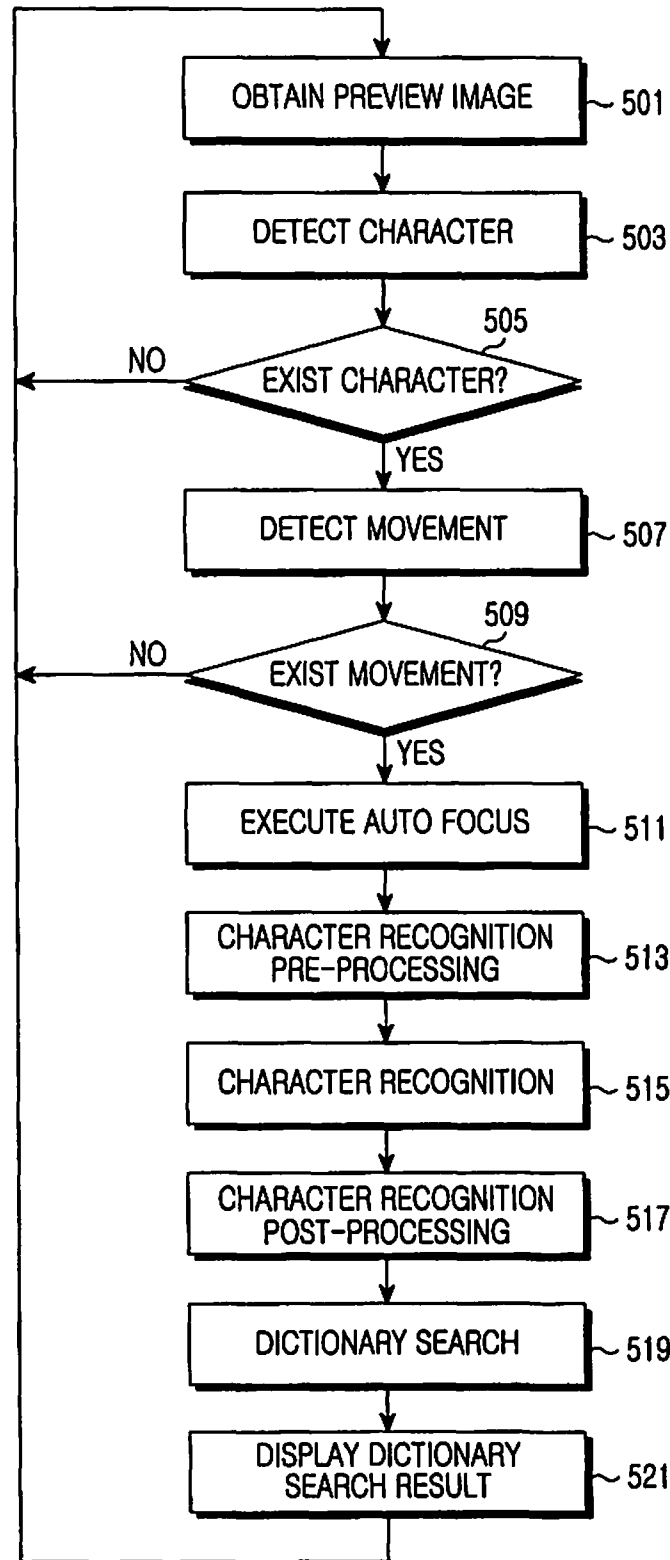 OBTAIN PREVIEW IMAGE
501
DETECT CHARACTER
503
505
NO
EXIST CHARACTER?
YES
DETECT MOVEMENT
507
509
NO
EXIST MOVEMENT?
YES
EXECUTE AUTO FOCUS
511
CHARACTER RECOGNITION
PRE-PROCESSING
513
CHARACTER RECOGNITION
515
CHARACTER RECOGNITION
POST-PROCESSING
517
DICTIONARY SEARCH
519
DISPLAY DICTIONARY
SEARCH RESULT
521